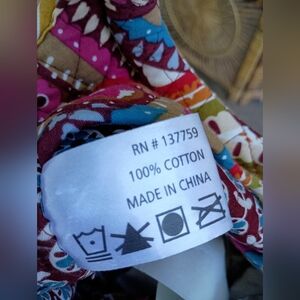 RN # 137759
100% COTTON
MADE IN CHINA